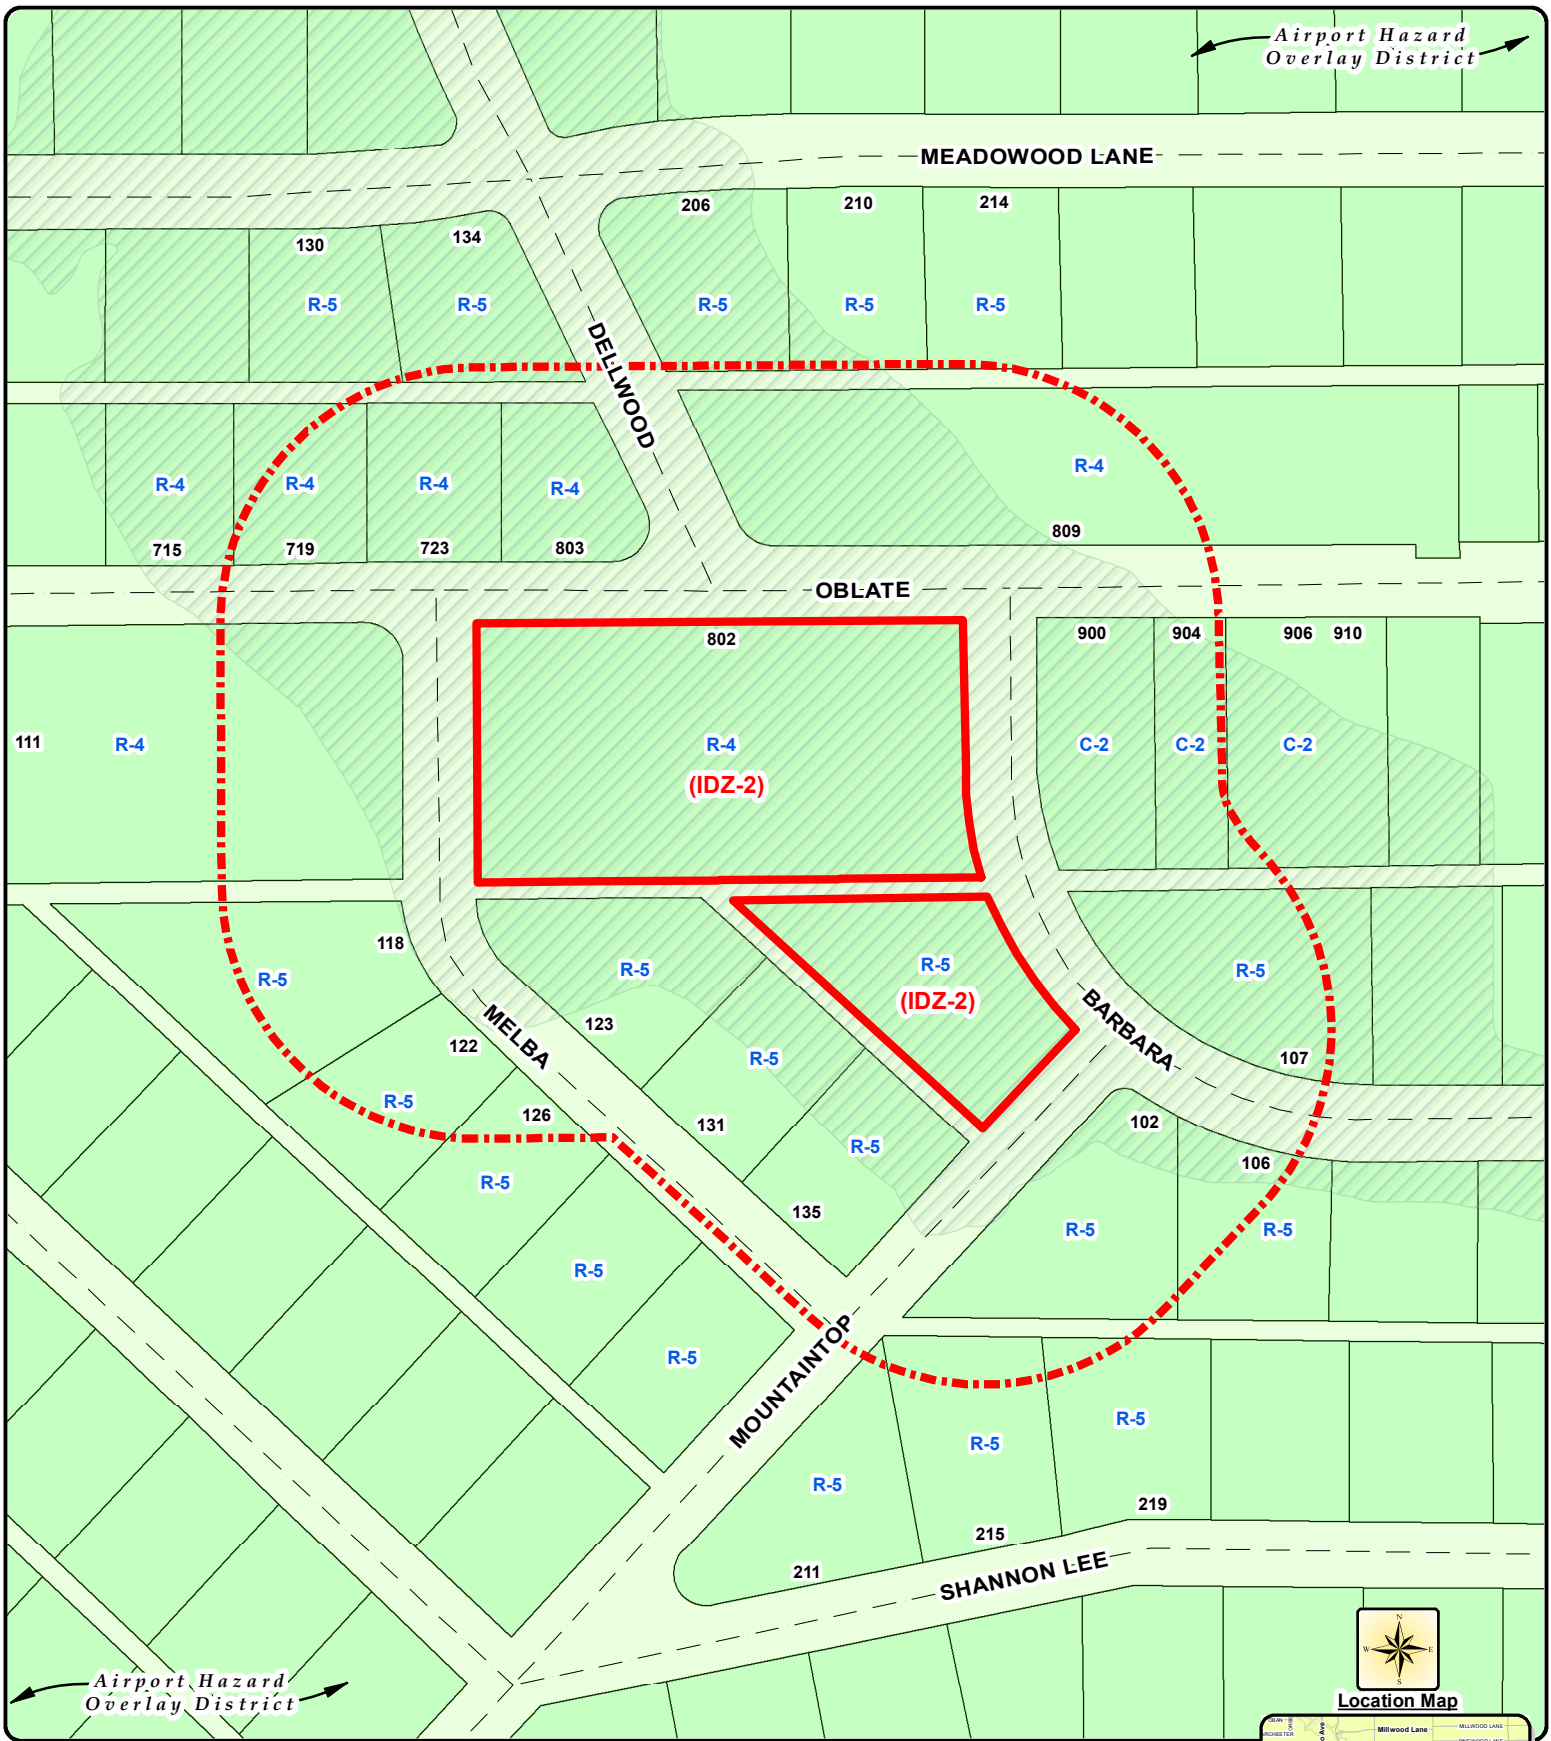 Airport Hazard
Overlay District
MEADOWOOD LANE
206
210
214
130
134
R-5
R-5
R-5
R-5
R-5
DELLWOOD
R-4
R-4
R-4
R-4
R-4
715
719
723
803
809
OBLATE
802
900
904
906
910
111
R-4
R-4
(IDZ-2)
C-2
C-2
C-2
118
R-5
R-5
R-5
(IDZ-2)
R-5
MELBA
123
BARBARA
122
R-5
107
R-5
126
131
102
R-5
106
R-5
135
R-5
R-5
R-5
R-5
MOUNTAINTOP
R-5
R-5
R-5
219
215
211
SHANNON LEE
Airport Hazard
Overlay District
N
W
E
S
Location Map
Millwood Lane
MILLWOOD LANE